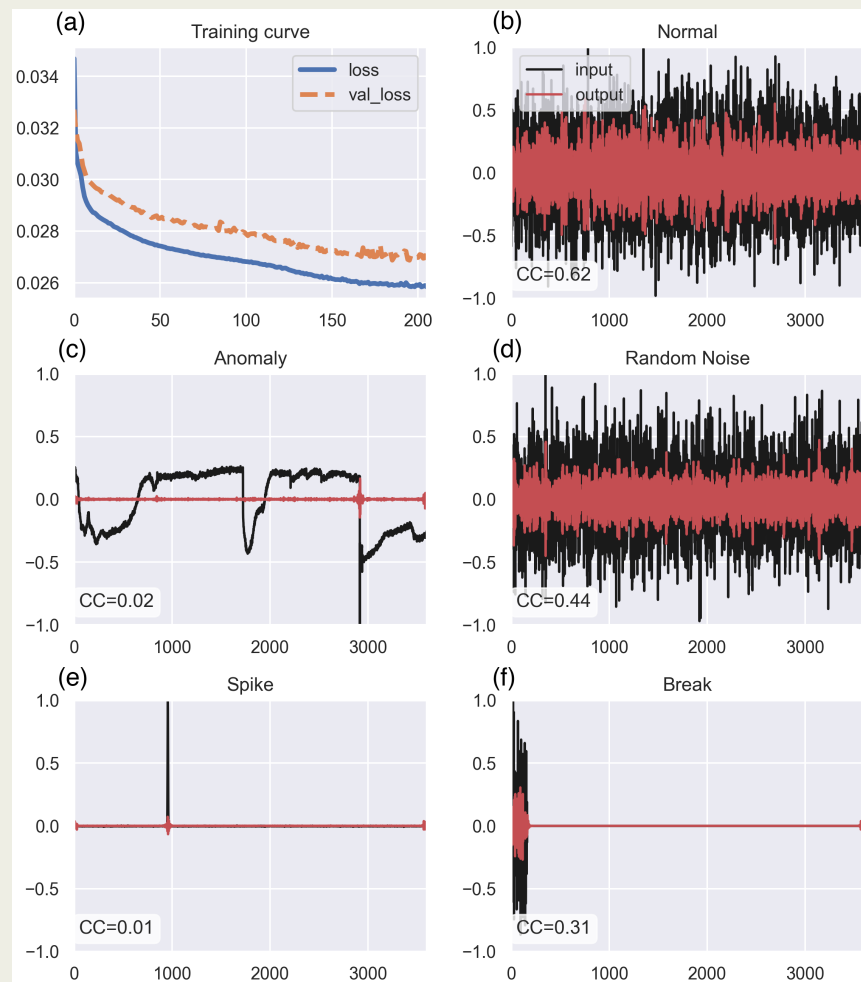 (a)
Training curve
loss
val_loss
0.034
0.032
0.030
0.028
0.026
0 50 100 150 200
(b)
Normal
input
output
1.0
0.5
0.0
−0.5
−1.0
CC=0.62
0 1000 2000 3000
(c)
Anomaly
1.0
0.5
0.0
−0.5
−1.0
CC=0.02
0 1000 2000 3000
(d)
Random Noise
1.0
0.5
0.0
−0.5
−1.0
CC=0.44
0 1000 2000 3000
(e)
Spike
1.0
0.5
0.0
−0.5
−1.0
CC=0.01
0 1000 2000 3000
(f)
Break
1.0
0.5
0.0
−0.5
−1.0
CC=0.31
0 1000 2000 3000